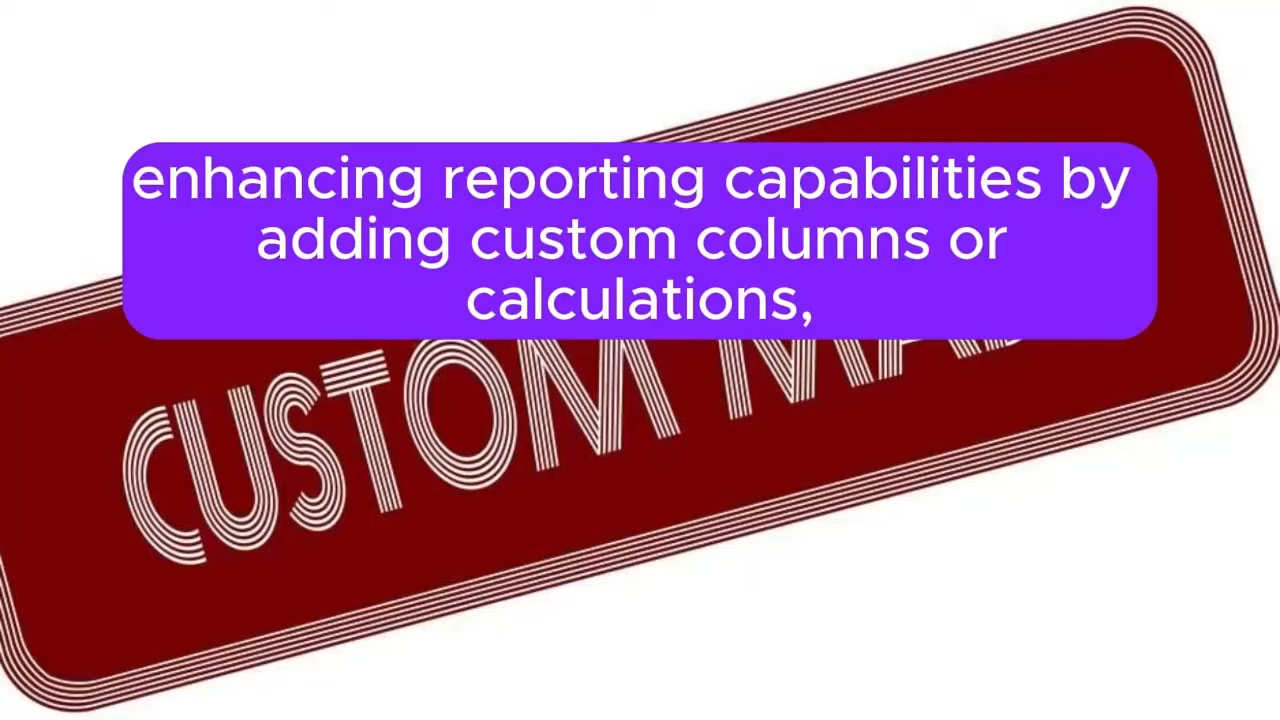 enhancing reporting capabilities by
adding custom columns or
calculations,
CUSTOM